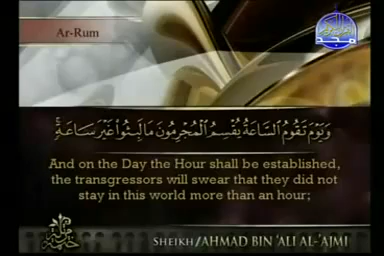 Ar-Rum
وَيَوْمَ تَقُومُ ٱلسَّاعَةُ يُقْسِمُ ٱلْمُجْرِمُونَ مَا لَبِثُوا۟ غَيْرَ سَاعَةٍ ۚ
And on the Day the Hour shall be established,
the transgressors will swear that they did not
stay in this world more than an hour;
SHEIKH/AHMAD BIN 'ALI AL-'AJMI